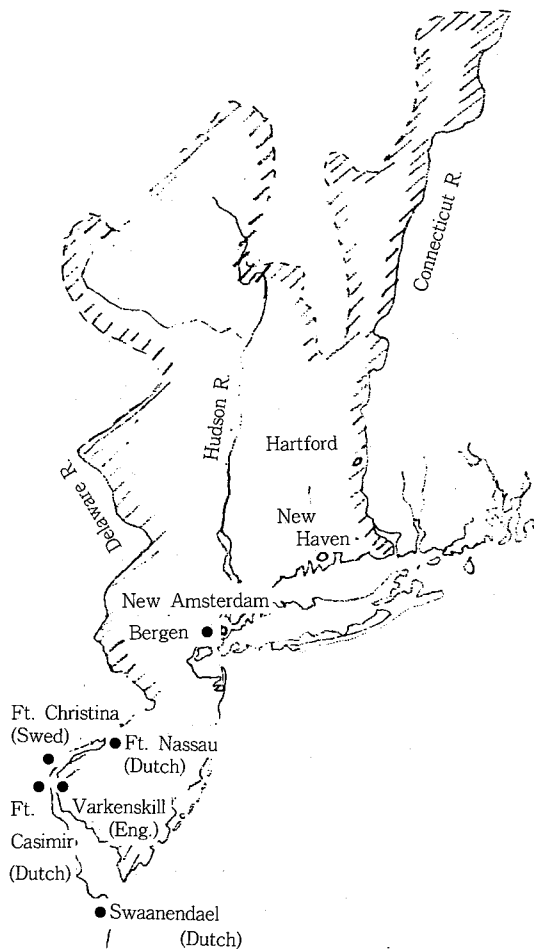 Connecticut R.
Hudson R.
Hartford
Delaware R.
New
Haven
New Amsterdam
Bergen
Ft. Christina
(Swed)
Ft. Nassau
(Dutch)
Ft.
Casimir
(Dutch)
Varkenskill
(Eng.)
Swaanendael
(Dutch)